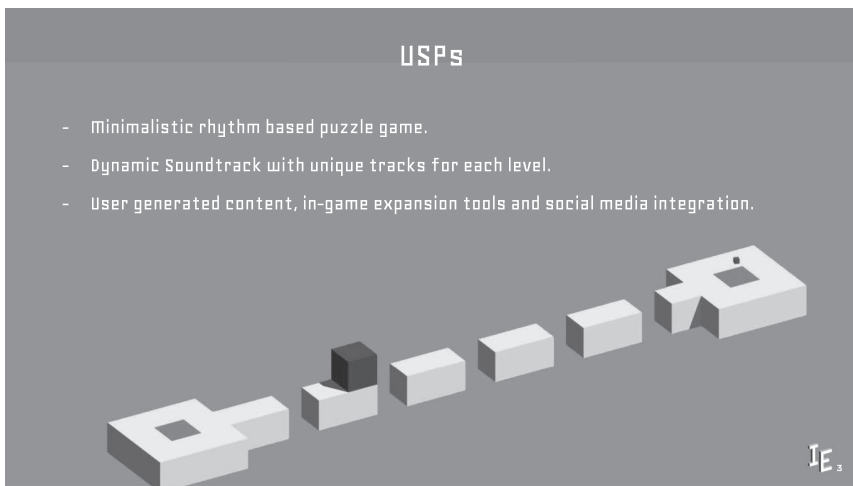 USPs
- Minimalistic rhythm based puzzle game.
- Dynamic Soundtrack with unique tracks for each level.
- User generated content, in-game expansion tools and social media integration.
IE 3